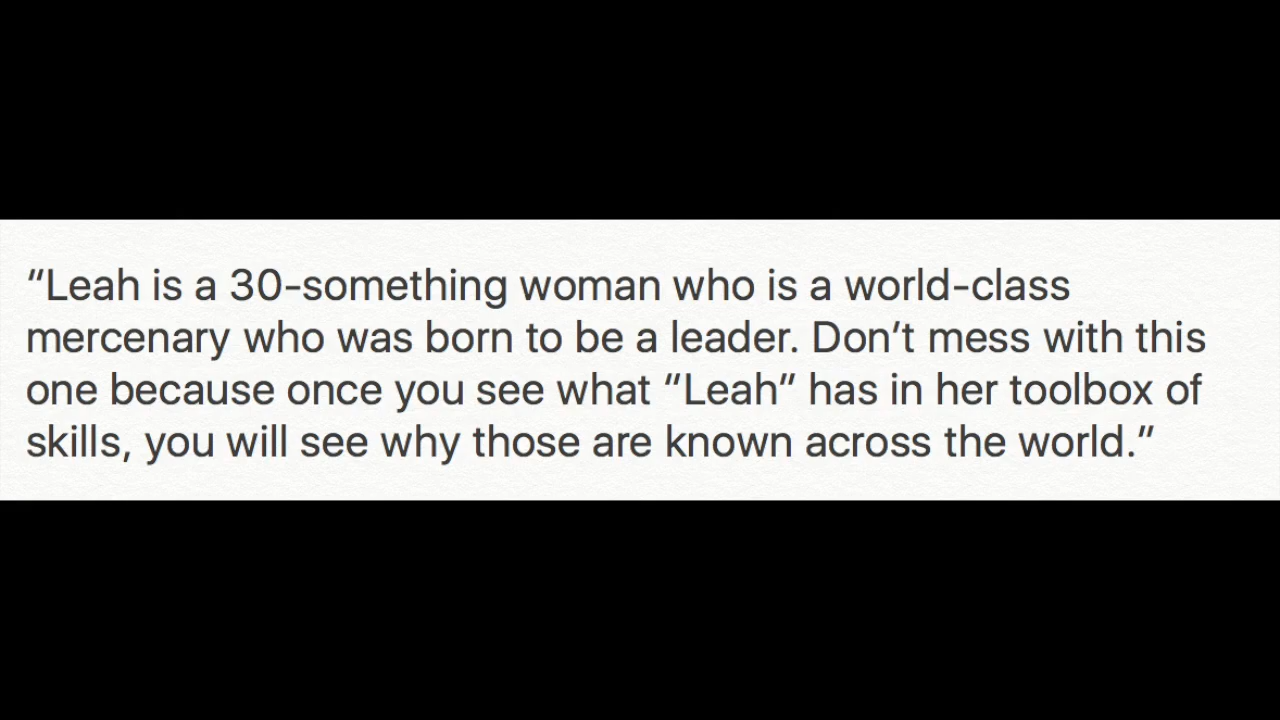 “Leah is a 30-something woman who is a world-class
mercenary who was born to be a leader. Don’t mess with this
one because once you see what “Leah” has in her toolbox of
skills, you will see why those are known across the world.”